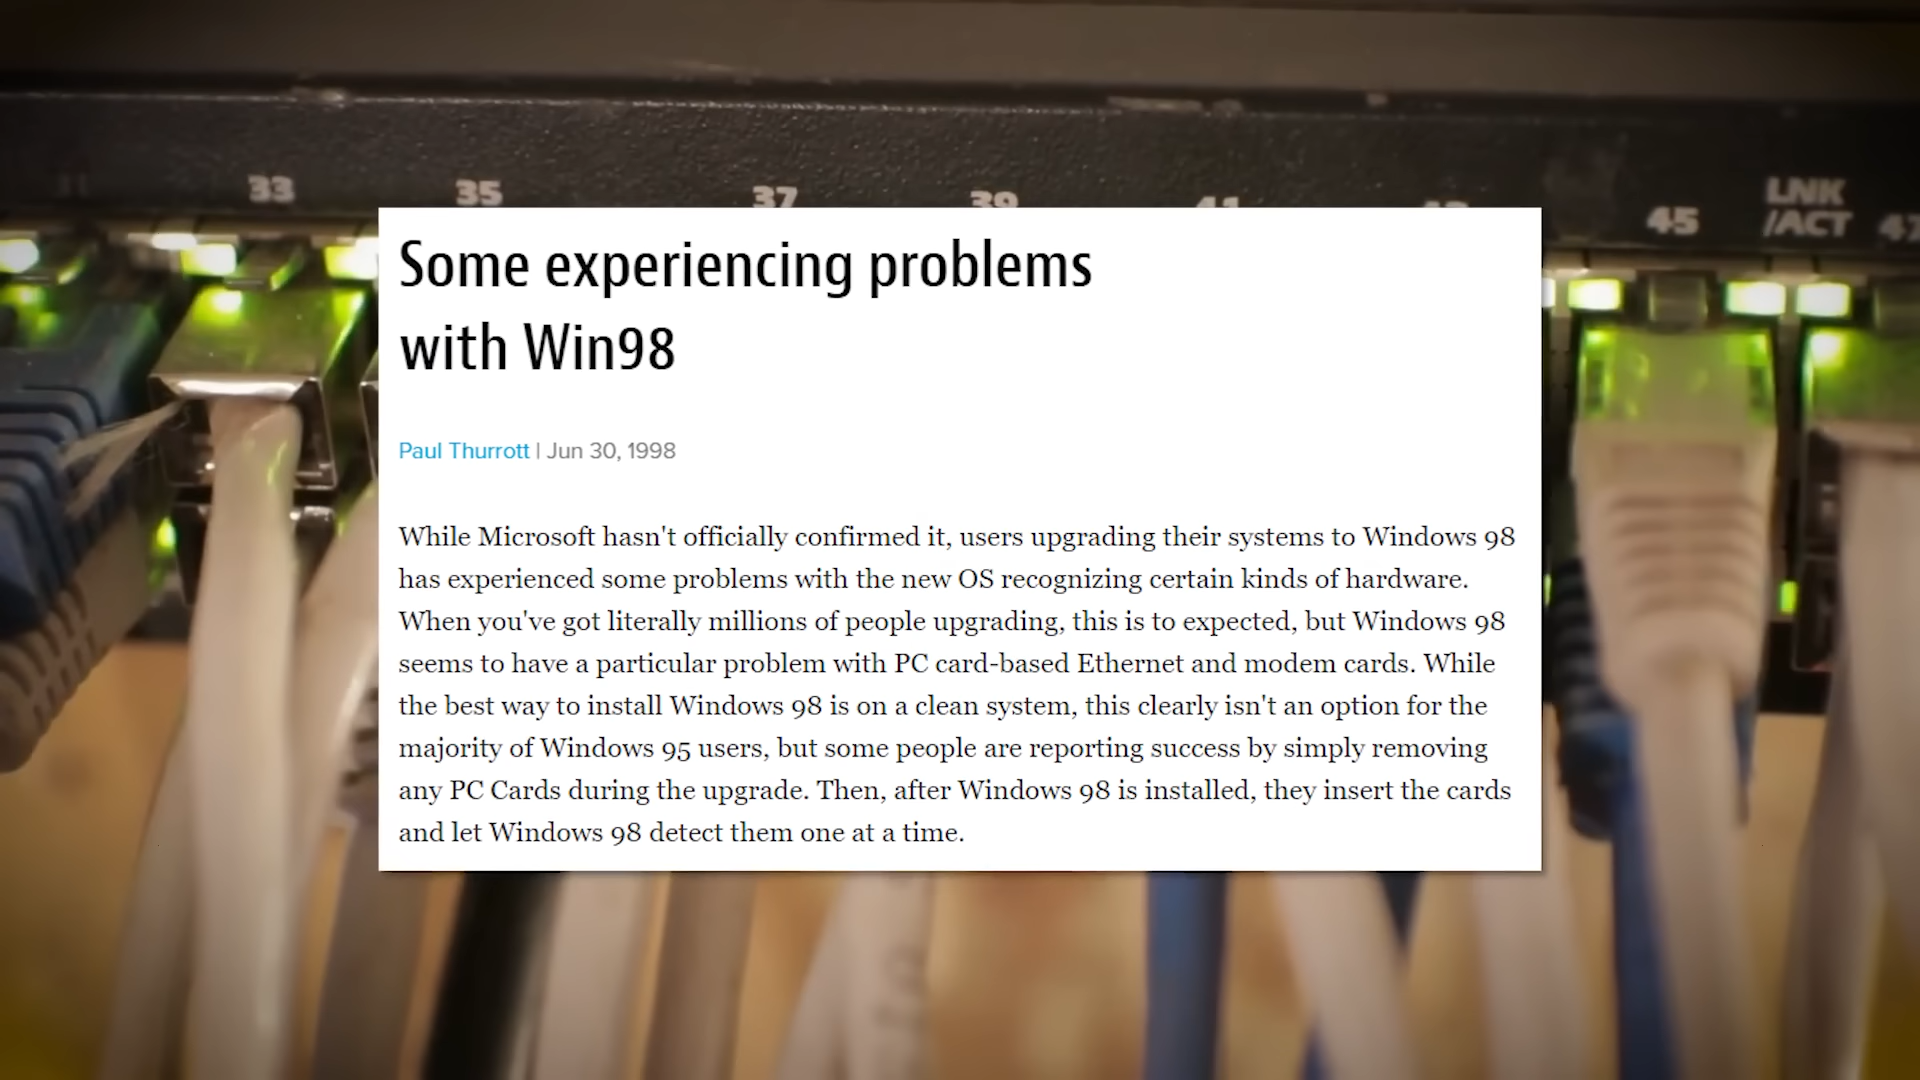 33 35 37 39 41 45 LNK
/ACT 47
Some experiencing problems
with Win98
Paul Thurrott | Jun 30, 1998
While Microsoft hasn't officially confirmed it, users upgrading their systems to Windows 98
has experienced some problems with the new OS recognizing certain kinds of hardware.
When you've got literally millions of people upgrading, this is to expected, but Windows 98
seems to have a particular problem with PC card-based Ethernet and modem cards. While
the best way to install Windows 98 is on a clean system, this clearly isn't an option for the
majority of Windows 95 users, but some people are reporting success by simply removing
any PC Cards during the upgrade. Then, after Windows 98 is installed, they insert the cards
and let Windows 98 detect them one at a time.